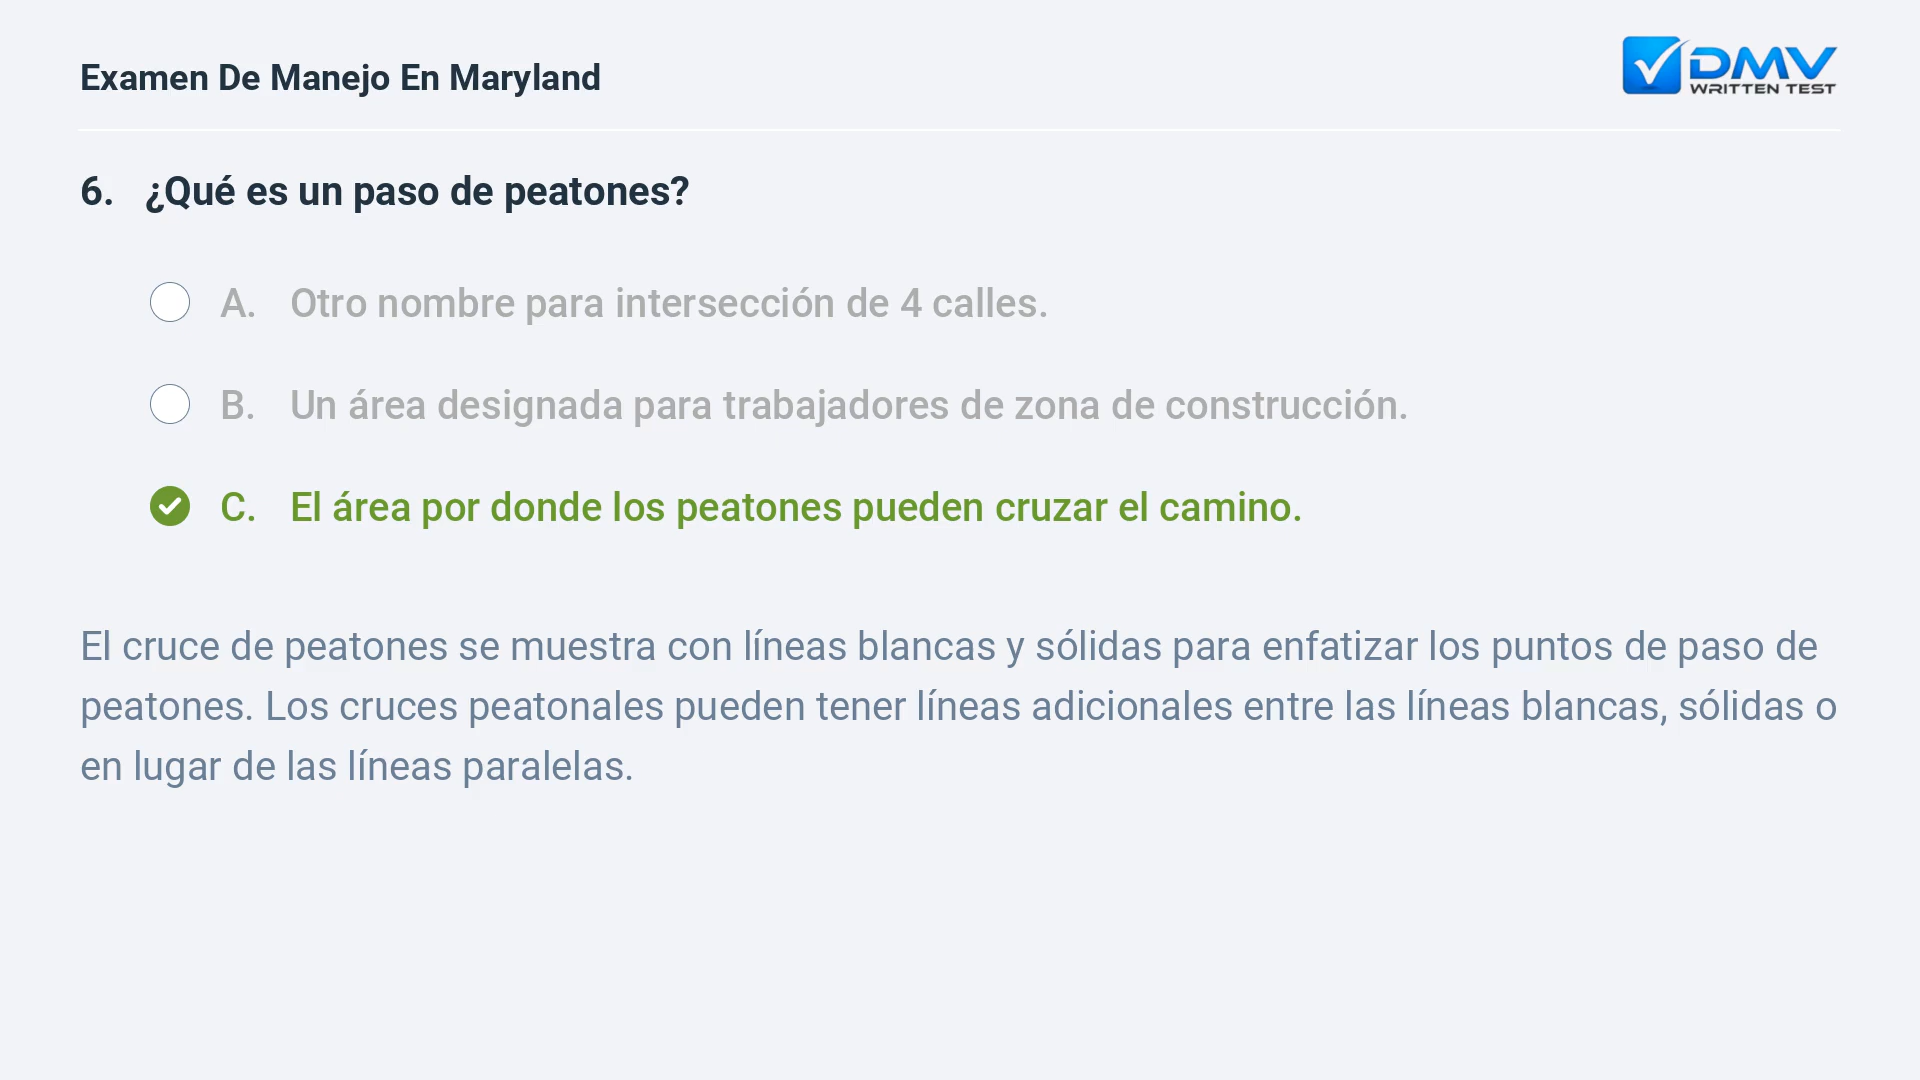 Examen De Manejo En Maryland
DMV
WRITTEN TEST
6. ¿Qué es un paso de peatones?
A. Otro nombre para intersección de 4 calles.
B. Un área designada para trabajadores de zona de construcción.
C. El área por donde los peatones pueden cruzar el camino.
El cruce de peatones se muestra con líneas blancas y sólidas para enfatizar los puntos de paso de
peatones. Los cruces peatonales pueden tener líneas adicionales entre las líneas blancas, sólidas o
en lugar de las líneas paralelas.